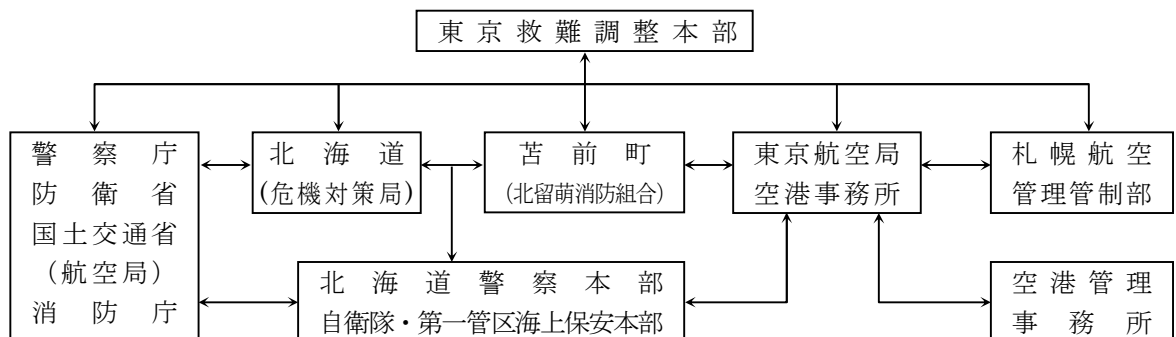 東京救難調整本部
警察庁
防衛省
国土交通省
(航空局)
消防庁
北海道
(危機対策局)
苫前町
(北留萌消防組合)
東京航空局
空港事務所
札幌航空
管理管制部
北海道警察本部
自衛隊・第一管区海上保安本部
空港管理
事務所